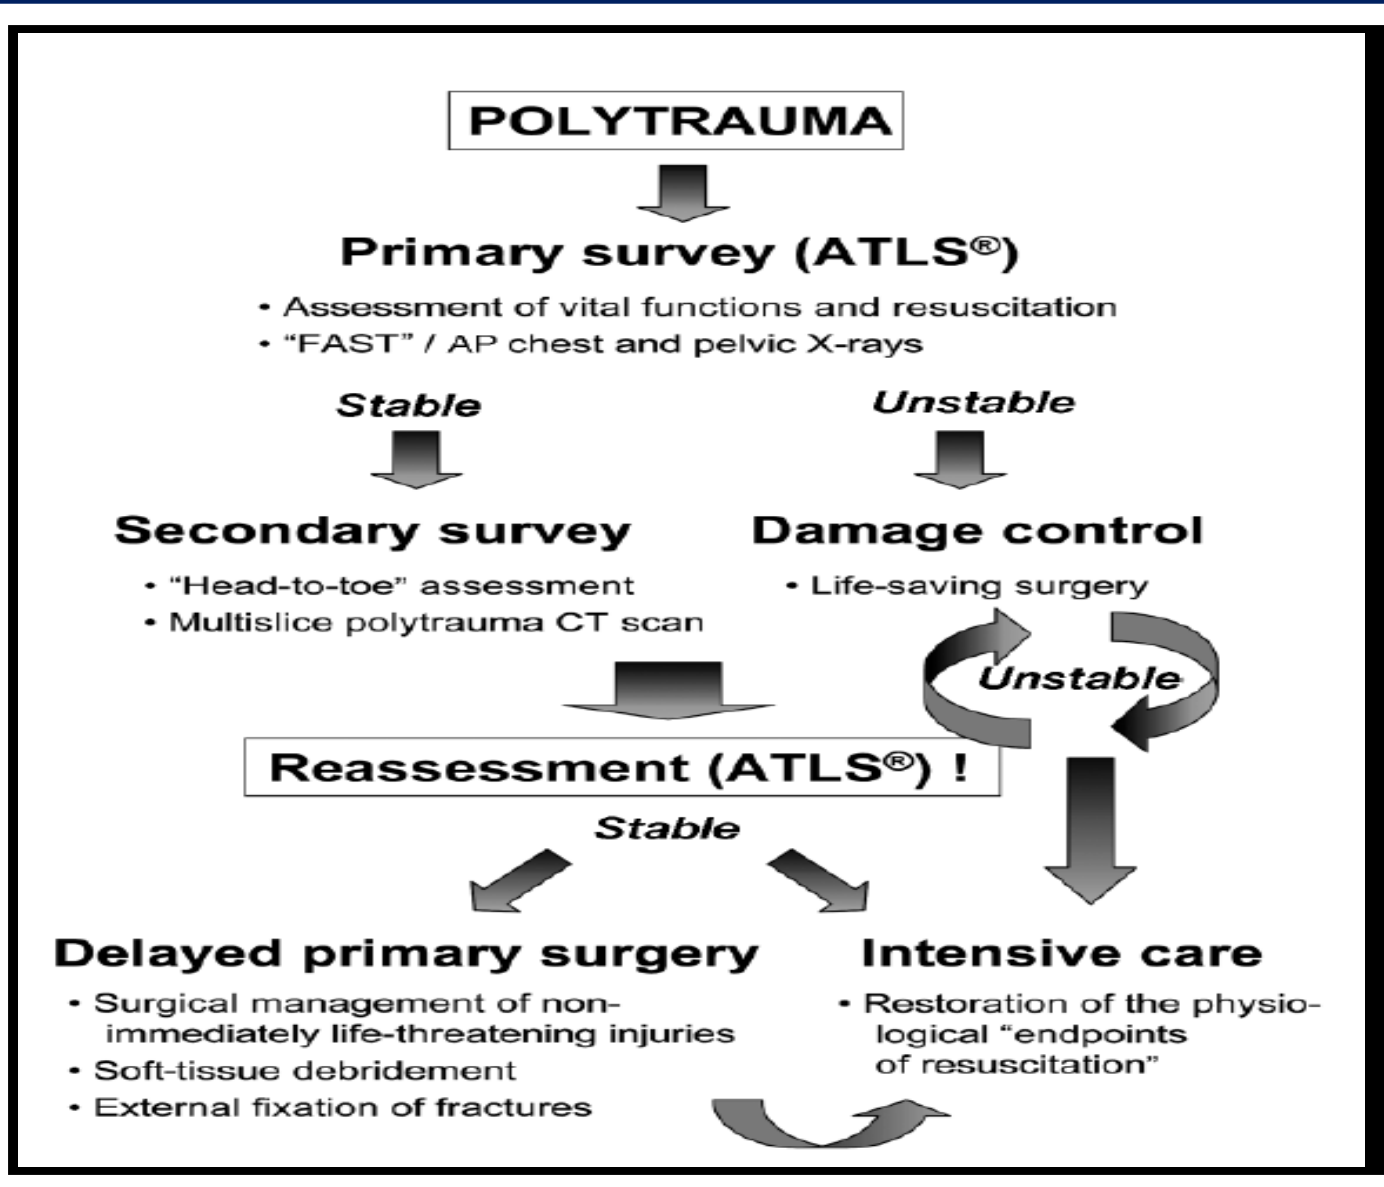 POLYTRAUMA
Primary survey (ATLS®)
• Assessment of vital functions and resuscitation
• “FAST” / AP chest and pelvic X-rays
Stable
Unstable
Secondary survey
• “Head-to-toe” assessment
• Multislice polytrauma CT scan
Damage control
• Life-saving surgery
Unstable
Reassessment (ATLS®) !
Stable
Delayed primary surgery
• Surgical management of non-
immediately life-threatening injuries
• Soft-tissue debridement
• External fixation of fractures
Intensive care
• Restoration of the physio-
logical “endpoints
of resuscitation”